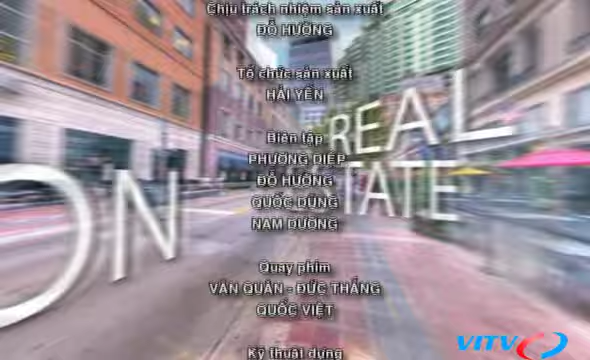 Chịu trách nhiệm sản xuất
ĐỖ HƯỜNG
Tổ chức sản xuất
HẢI YẾN
Biên tập
PHƯƠNG DIỆP
ĐỖ HƯỜNG
QUỐC DŨNG
NAM DƯƠNG
Quay phim
VĂN QUÂN - ĐỨC THẮNG
QUỐC VIỆT
Kỹ thuật dựng
ON
REAL
TATE
VITV